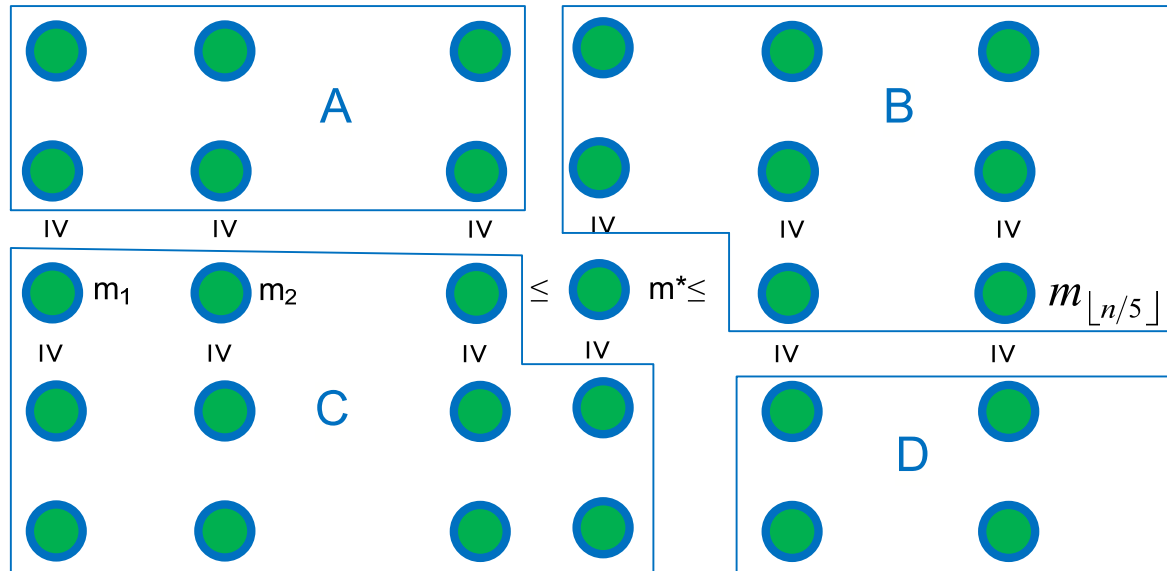 A B
IV IV IV IV IV IV
m₁ m₂ ≤ m*≤ m⌊n/5⌋
IV IV IV IV IV IV
C D